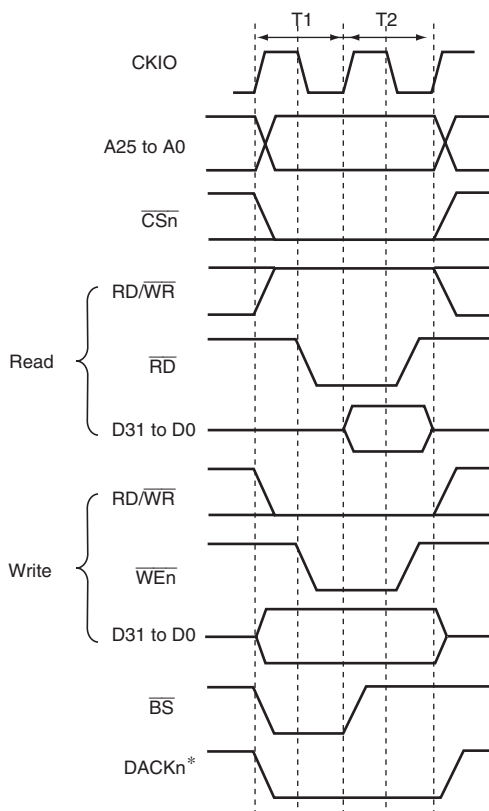 T1 T2
CKIO
A25 to A0
CSn
RD/WR
Read
RD
D31 to D0
RD/WR
Write
WEn
D31 to D0
BS
DACKn*